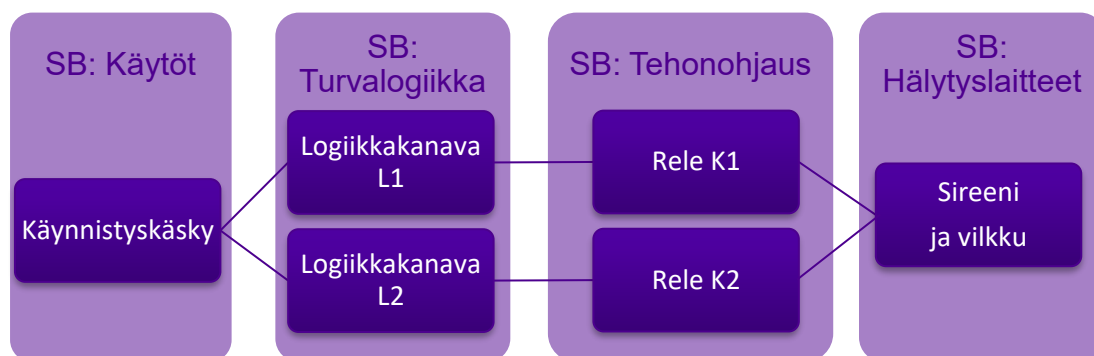 SB: Käytöt
Käynnistyskäsky
SB:
Turvalogiikka
Logiikkakanava
L1
Logiikkakanava
L2
SB: Tehonohjaus
Rele K1
Rele K2
SB:
Hälytyslaitteet
Sireeni
ja vilkku